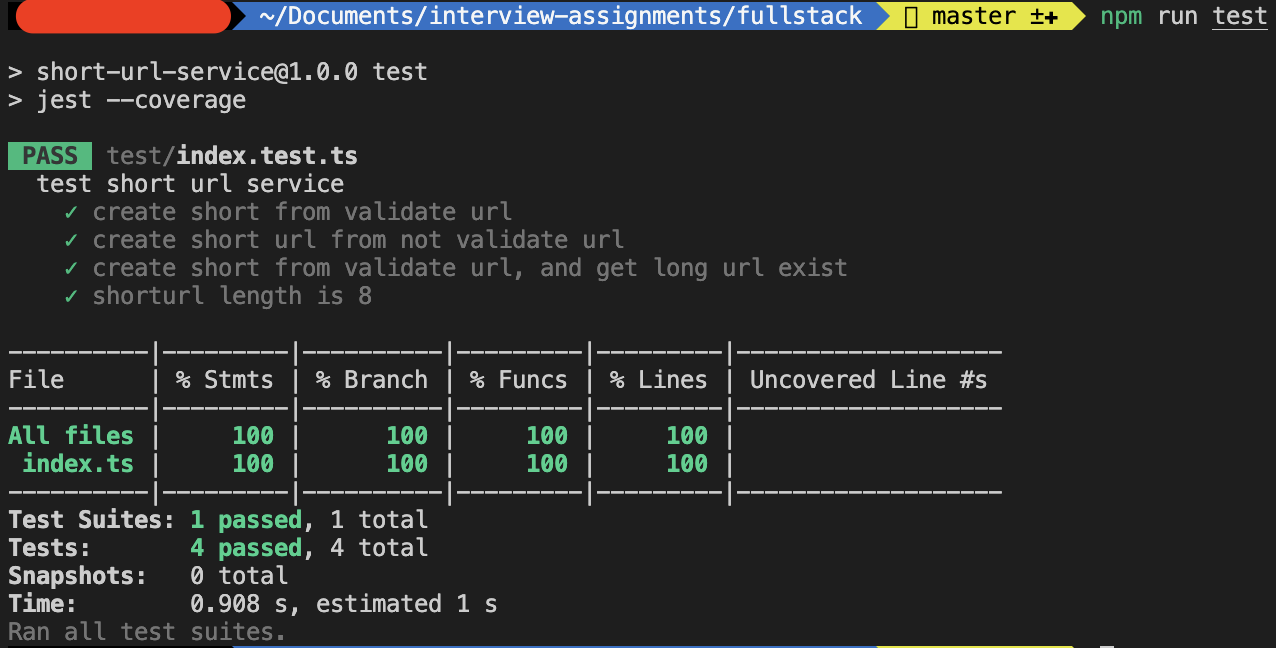 ~/Documents/interview-assignments/fullstack master ±+ npm run test
> short-url-service@1.0.0 test
> jest --coverage
PASS test/index.test.ts
test short url service
✓ create short from validate url
✓ create short url from not validate url
✓ create short from validate url, and get long url exist
✓ shorturl length is 8
----------|---------|----------|---------|---------|-------------------
File      | % Stmts | % Branch | % Funcs | % Lines | Uncovered Line #s
----------|---------|----------|---------|---------|-------------------
All files |     100 |      100 |     100 |     100 |
 index.ts |     100 |      100 |     100 |     100 |
----------|---------|----------|---------|---------|-------------------
Test Suites: 1 passed, 1 total
Tests:       4 passed, 4 total
Snapshots:   0 total
Time:        0.908 s, estimated 1 s
Ran all test suites.